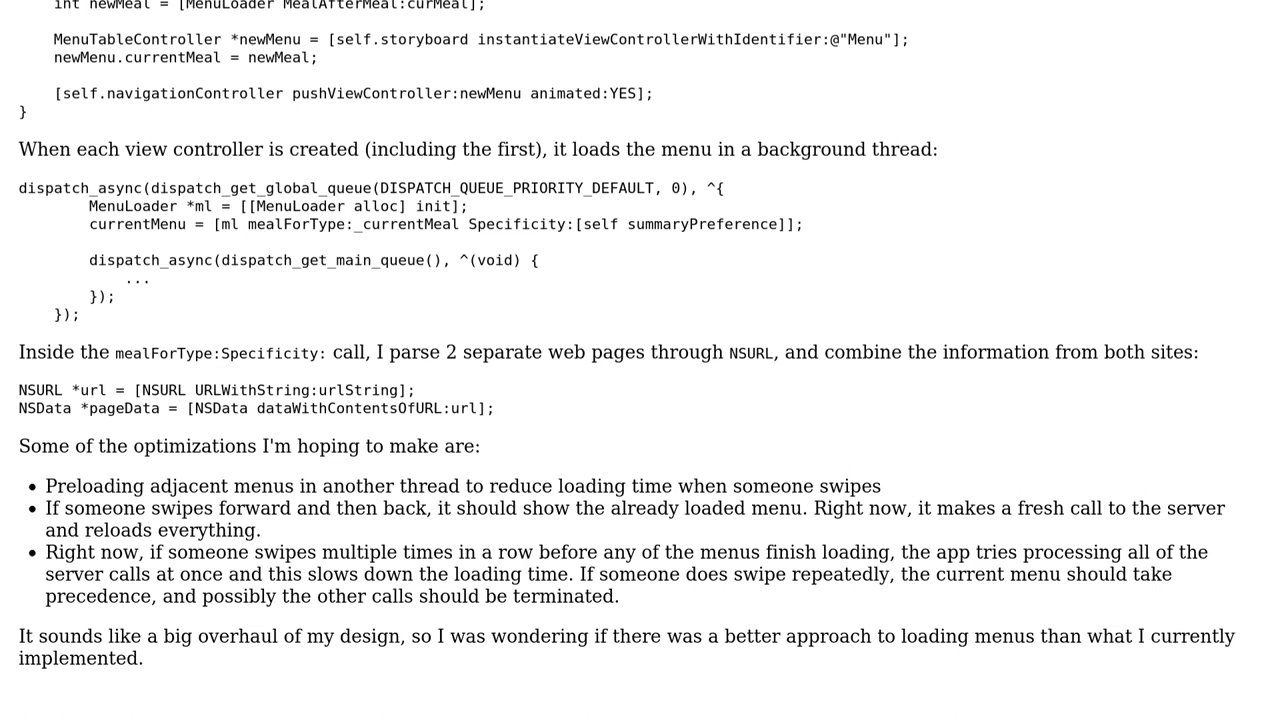 int newMeal = [MenuLoader MealAfterMeal:curMeal];
MenuTableController *newMenu = [self.storyboard instantiateViewControllerWithIdentifier:@"Menu"];
newMenu.currentMeal = newMeal;
[self.navigationController pushViewController:newMenu animated:YES];
}
When each view controller is created (including the first), it loads the menu in a background thread:
dispatch_async(dispatch_get_global_queue(DISPATCH_QUEUE_PRIORITY_DEFAULT, 0), ^{
MenuLoader *ml = [[MenuLoader alloc] init];
currentMenu = [ml mealForType:_currentMeal Specificity:[self summaryPreference]];
dispatch_async(dispatch_get_main_queue(), ^(void) {
...
});
});
Inside the mealForType:Specificity: call, I parse 2 separate web pages through NSURL, and combine the information from both sites:
NSURL *url = [NSURL URLWithString:urlString];
NSData *pageData = [NSData dataWithContentsOfURL:url];
Some of the optimizations I'm hoping to make are:
• Preloading adjacent menus in another thread to reduce loading time when someone swipes
• If someone swipes forward and then back, it should show the already loaded menu. Right now, it makes a fresh call to the server
and reloads everything.
• Right now, if someone swipes multiple times in a row before any of the menus finish loading, the app tries processing all of the
server calls at once and this slows down the loading time. If someone does swipe repeatedly, the current menu should take
precedence, and possibly the other calls should be terminated.
It sounds like a big overhaul of my design, so I was wondering if there was a better approach to loading menus than what I currently
implemented.